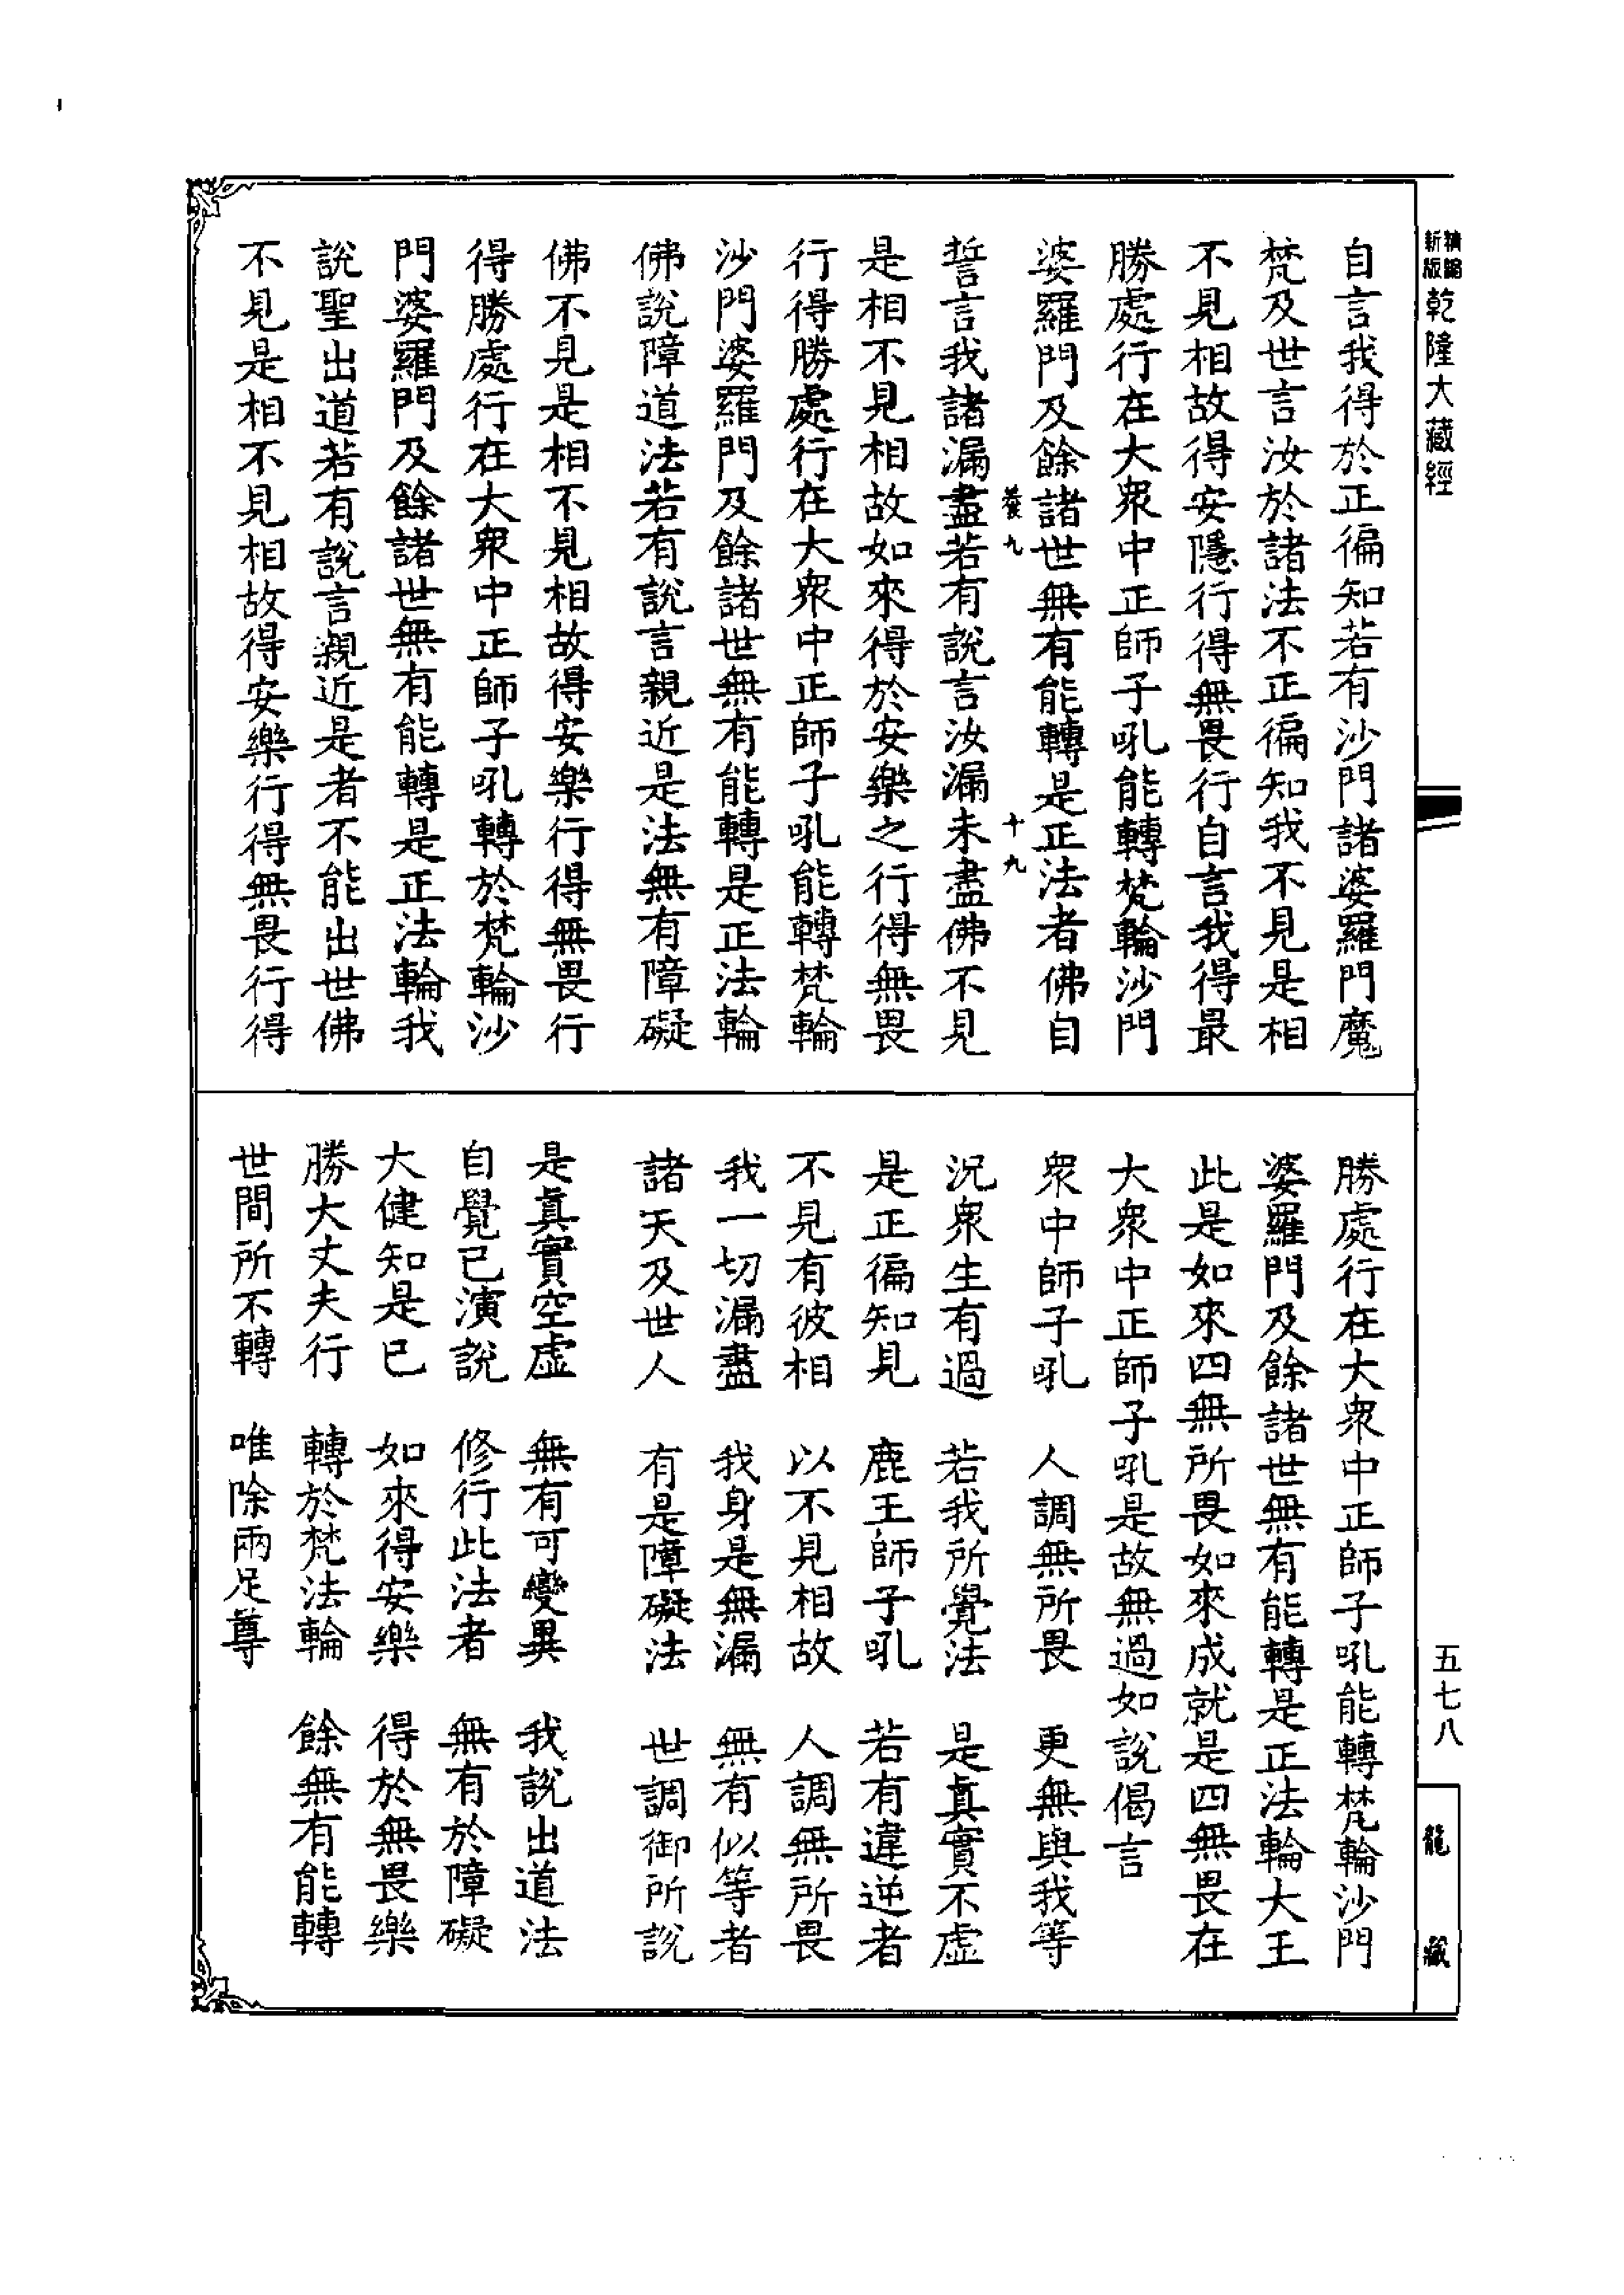 新編
新版
乾隆大藏經
五七八
龍藏
自言我得於正徧知若有沙門諸婆羅門魔
梵及世言汝於諸法不正徧知我不見是相
不見相故得安隱行得無畏行自言我得最
勝處行在大衆中正師子吼能轉梵輪沙門
婆羅門及餘諸世無有能轉是正法者佛自
養九
十九
誓言我諸漏盡若有說言汝漏未盡佛不見
是相不見相故如來得於安樂之行得無畏
行得勝處行在大衆中正師子吼能轉梵輪
沙門婆羅門及餘諸世無有能轉是正法輪
佛說障道法若有說言親近是法無有障礙
佛不見是相不見相故得安樂行得無畏行
得勝處行在大衆中正師子吼轉於梵輪沙
門婆羅門及餘諸世無有能轉是正法輪我
說聖出道若有說言親近是者不能出世佛
不見是相不見相故得安樂行得無畏行得
勝處行在大衆中正師子吼能轉梵輪沙門
婆羅門及餘諸世無有能轉是正法輪大王
此是如來四無所畏如來成就是四無畏在
大衆中正師子吼是故無過如說偈言
衆中師子吼　人調無所畏　更無與我等
況衆生有過　若我所覺法　是眞實不虛
是正徧知見　鹿王師子吼　若有違逆者
不見有彼相　以不見相故　人調無所畏
我一切漏盡　我身是無漏　無有似等者
諸天及世人　有是障礙法　世調御所說
是眞實空虛　無有可變異　我說出道法
自覺已演說　修行此法者　無有於障礙
大健知是已　如來得安樂　得於無畏樂
勝大丈夫行　轉於梵法輪　餘無有能轉
世間所不轉　唯除兩足尊